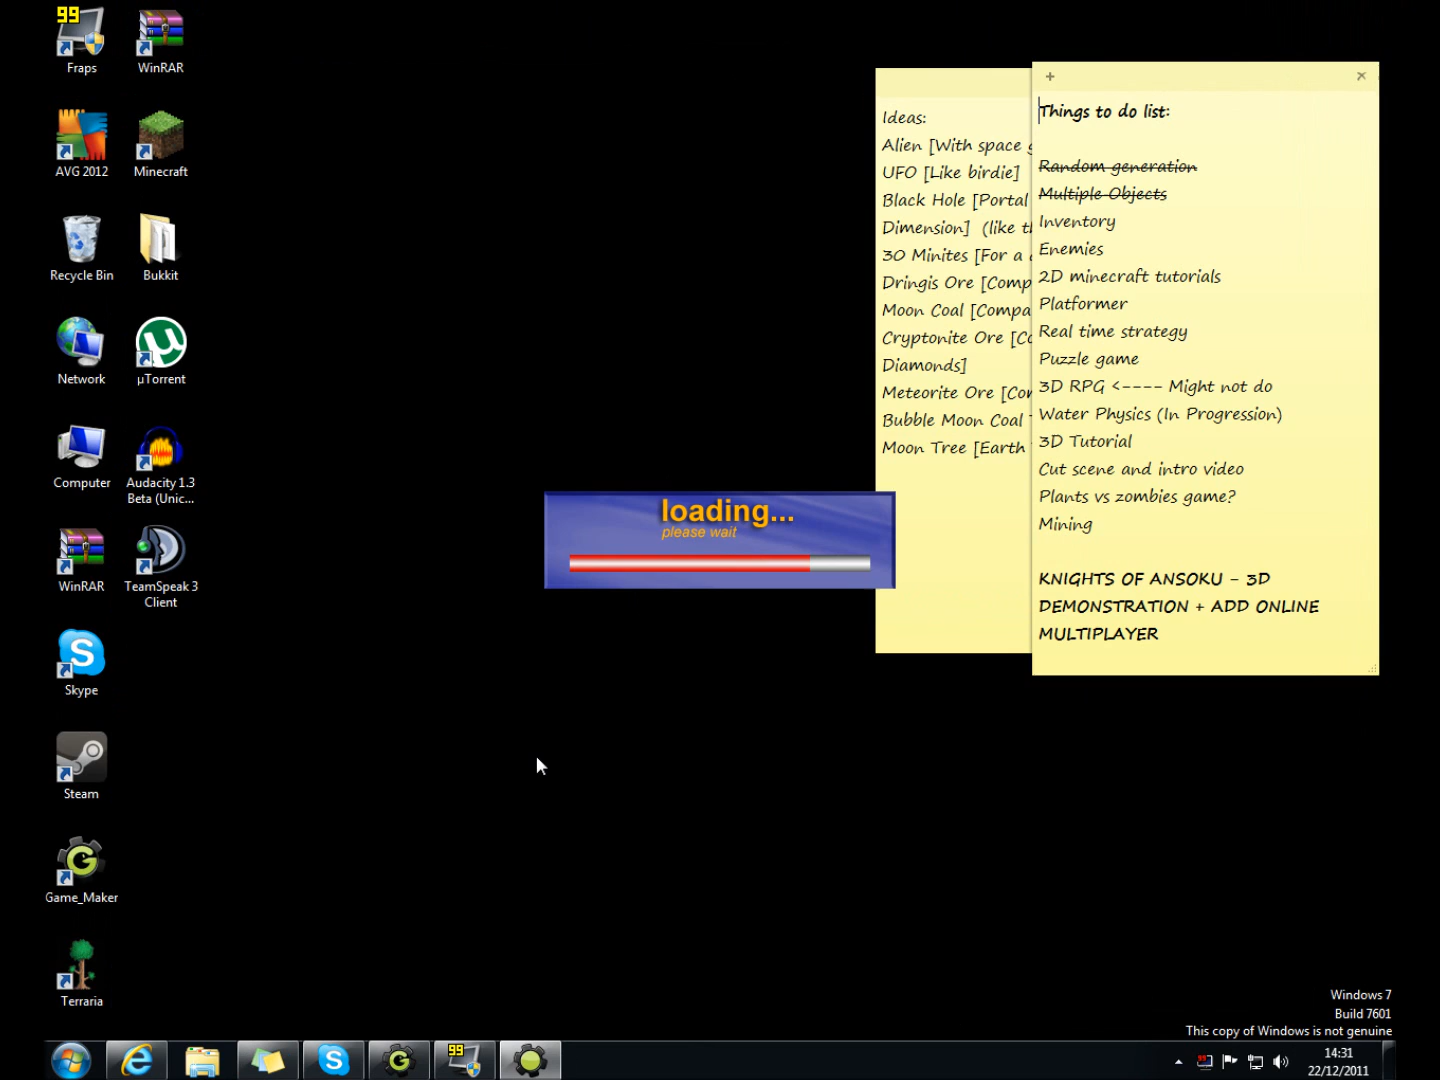 99
Fraps
WinRAR
AVG 2012
Minecraft
Recycle Bin
Bukkit
Network
µTorrent
Computer
Audacity 1.3
Beta (Unic...
WinRAR
TeamSpeak 3
Client
Skype
Steam
Game_Maker
Terraria
loading...
please wait
Ideas:
Alien [With space
UFO [Like birdie]
Black Hole [Portal
Dimension] (like
30 Minites [For a
Dringis Ore [Comp
Moon Coal [Compa
Cryptonite Ore [Co
Diamonds]
Meteorite Ore [Con
Bubble Moon Coal
Moon Tree [Earth
Things to do list:
Random generation
Multiple Objects
Inventory
Enemies
2D minecraft tutorials
Platformer
Real time strategy
Puzzle game
3D RPG <---- Might not do
Water Physics (In Progression)
3D Tutorial
Cut scene and intro video
Plants vs zombies game?
Mining
KNIGHTS OF ANSOKU - 3D
DEMONSTRATION + ADD ONLINE
MULTIPLAYER
Windows 7
Build 7601
This copy of Windows is not genuine
99
14:31
22/12/2011